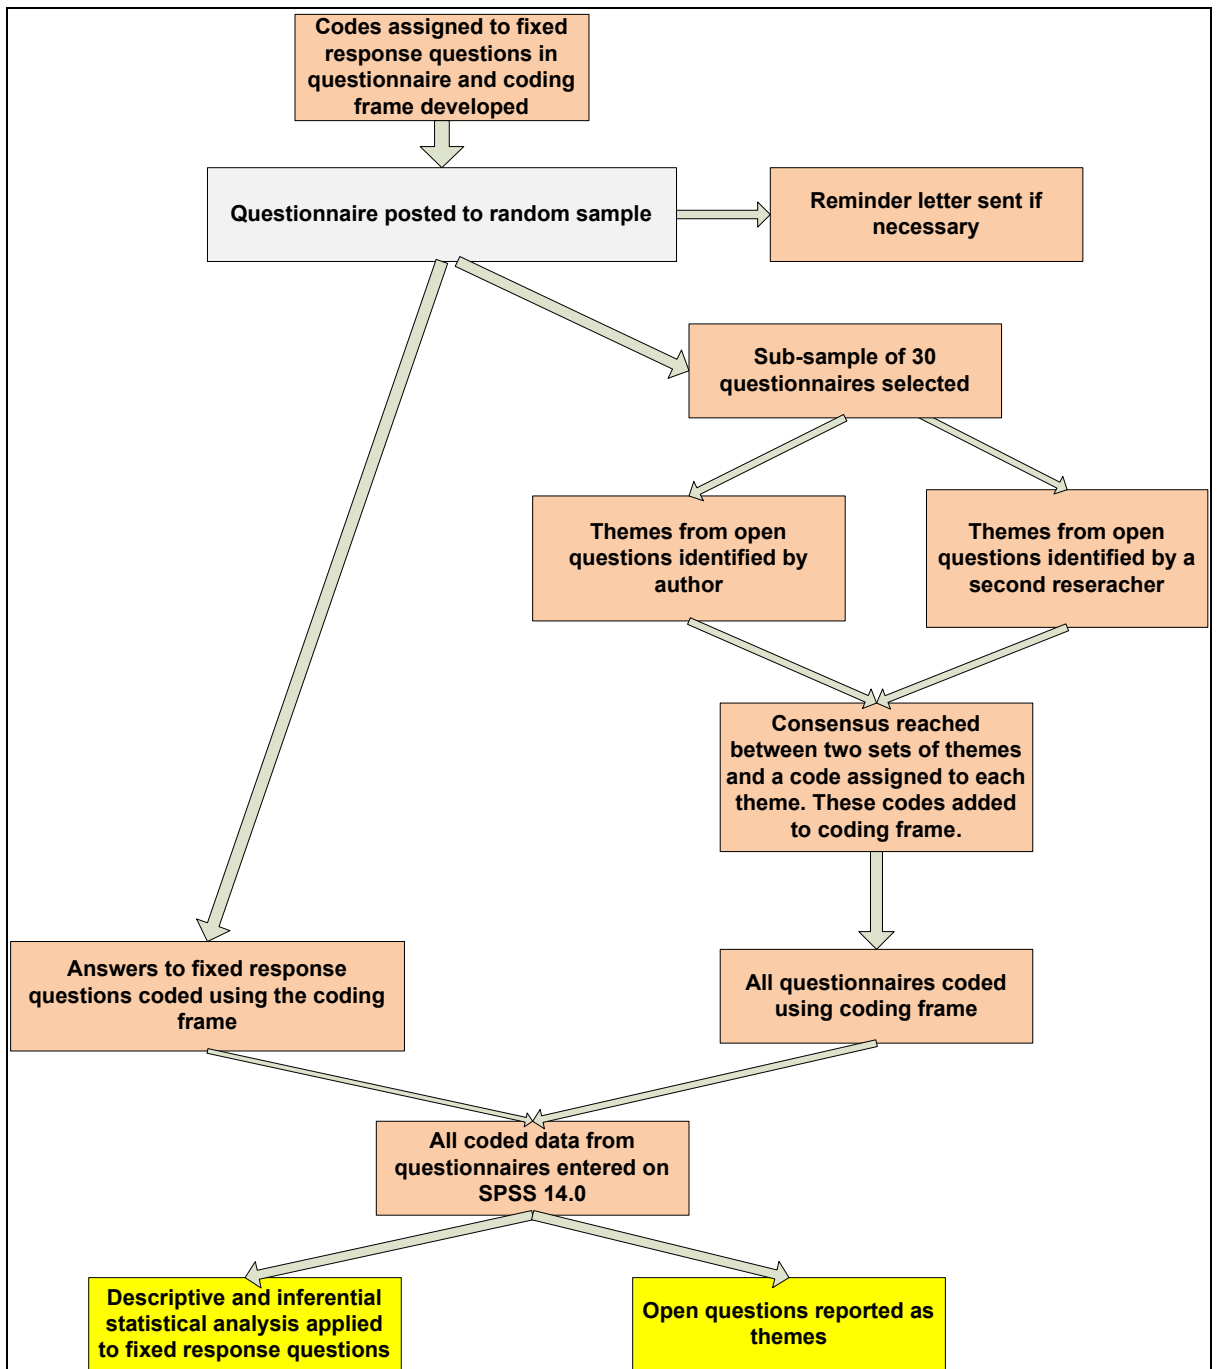 Codes assigned to fixed
response questions in
questionnaire and coding
frame developed
Questionnaire posted to random sample
Reminder letter sent if
necessary
Sub-sample of 30
questionnaires selected
Themes from open
questions identified by
author
Themes from open
questions identified by a
second reseracher
Consensus reached
between two sets of themes
and a code assigned to each
theme. These codes added
to coding frame.
Answers to fixed response
questions coded using the coding
frame
All questionnaires coded
using coding frame
All coded data from
questionnaires entered on
SPSS 14.0
Descriptive and inferential
statistical analysis applied
to fixed response questions
Open questions reported as
themes